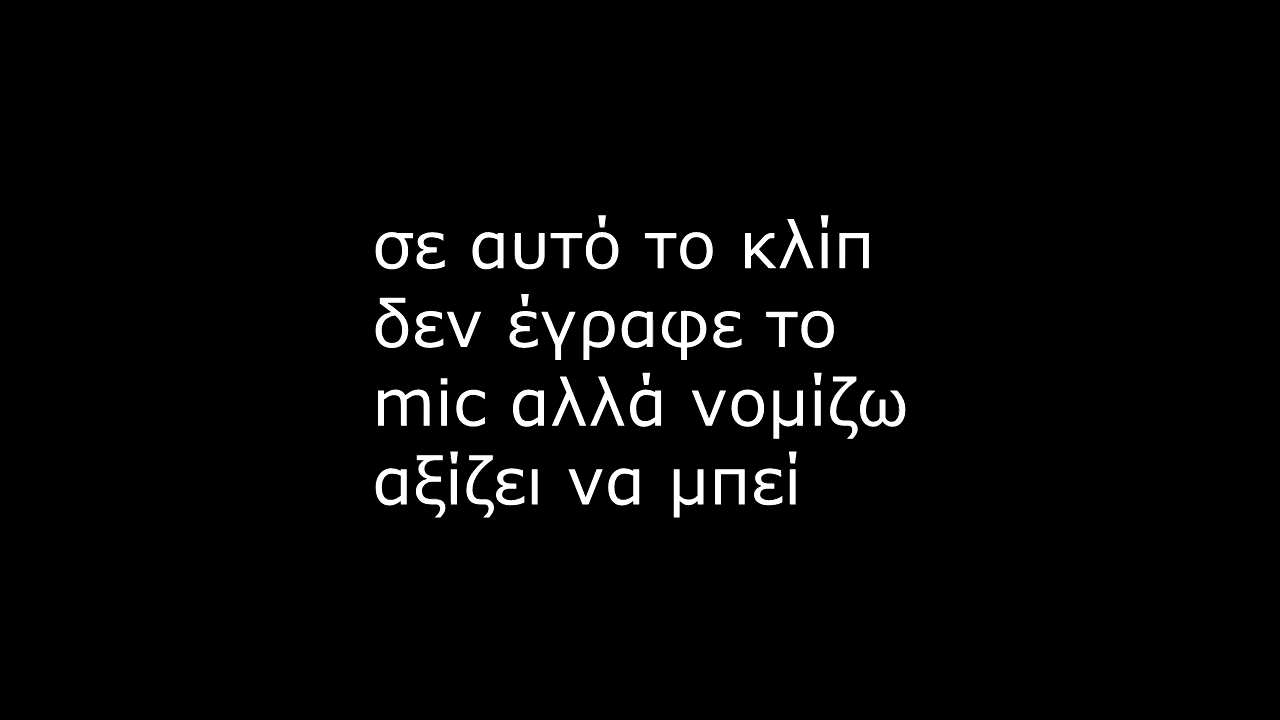 σε αυτό το κλίπ
δεν έγραφε το
mic αλλά νομίζω
αξίζει να μπεί